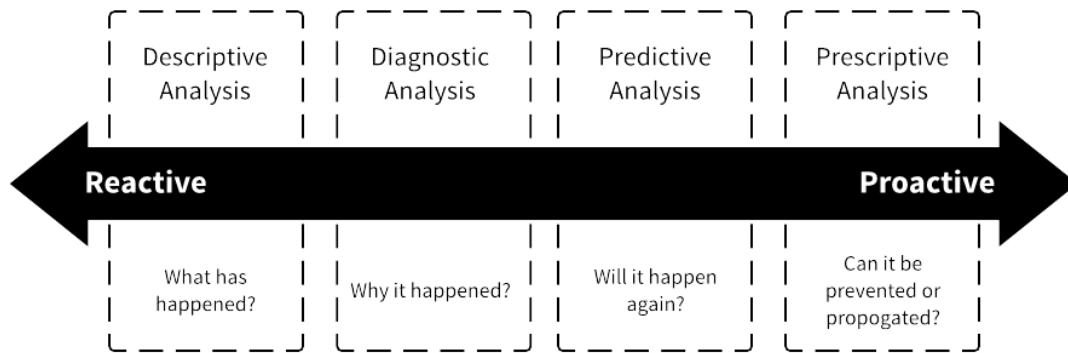 Descriptive
Analysis
Diagnostic
Analysis
Predictive
Analysis
Prescriptive
Analysis
Reactive
Proactive
What has
happened?
Why it happened?
Will it happen
again?
Can it be
prevented or
propogated?